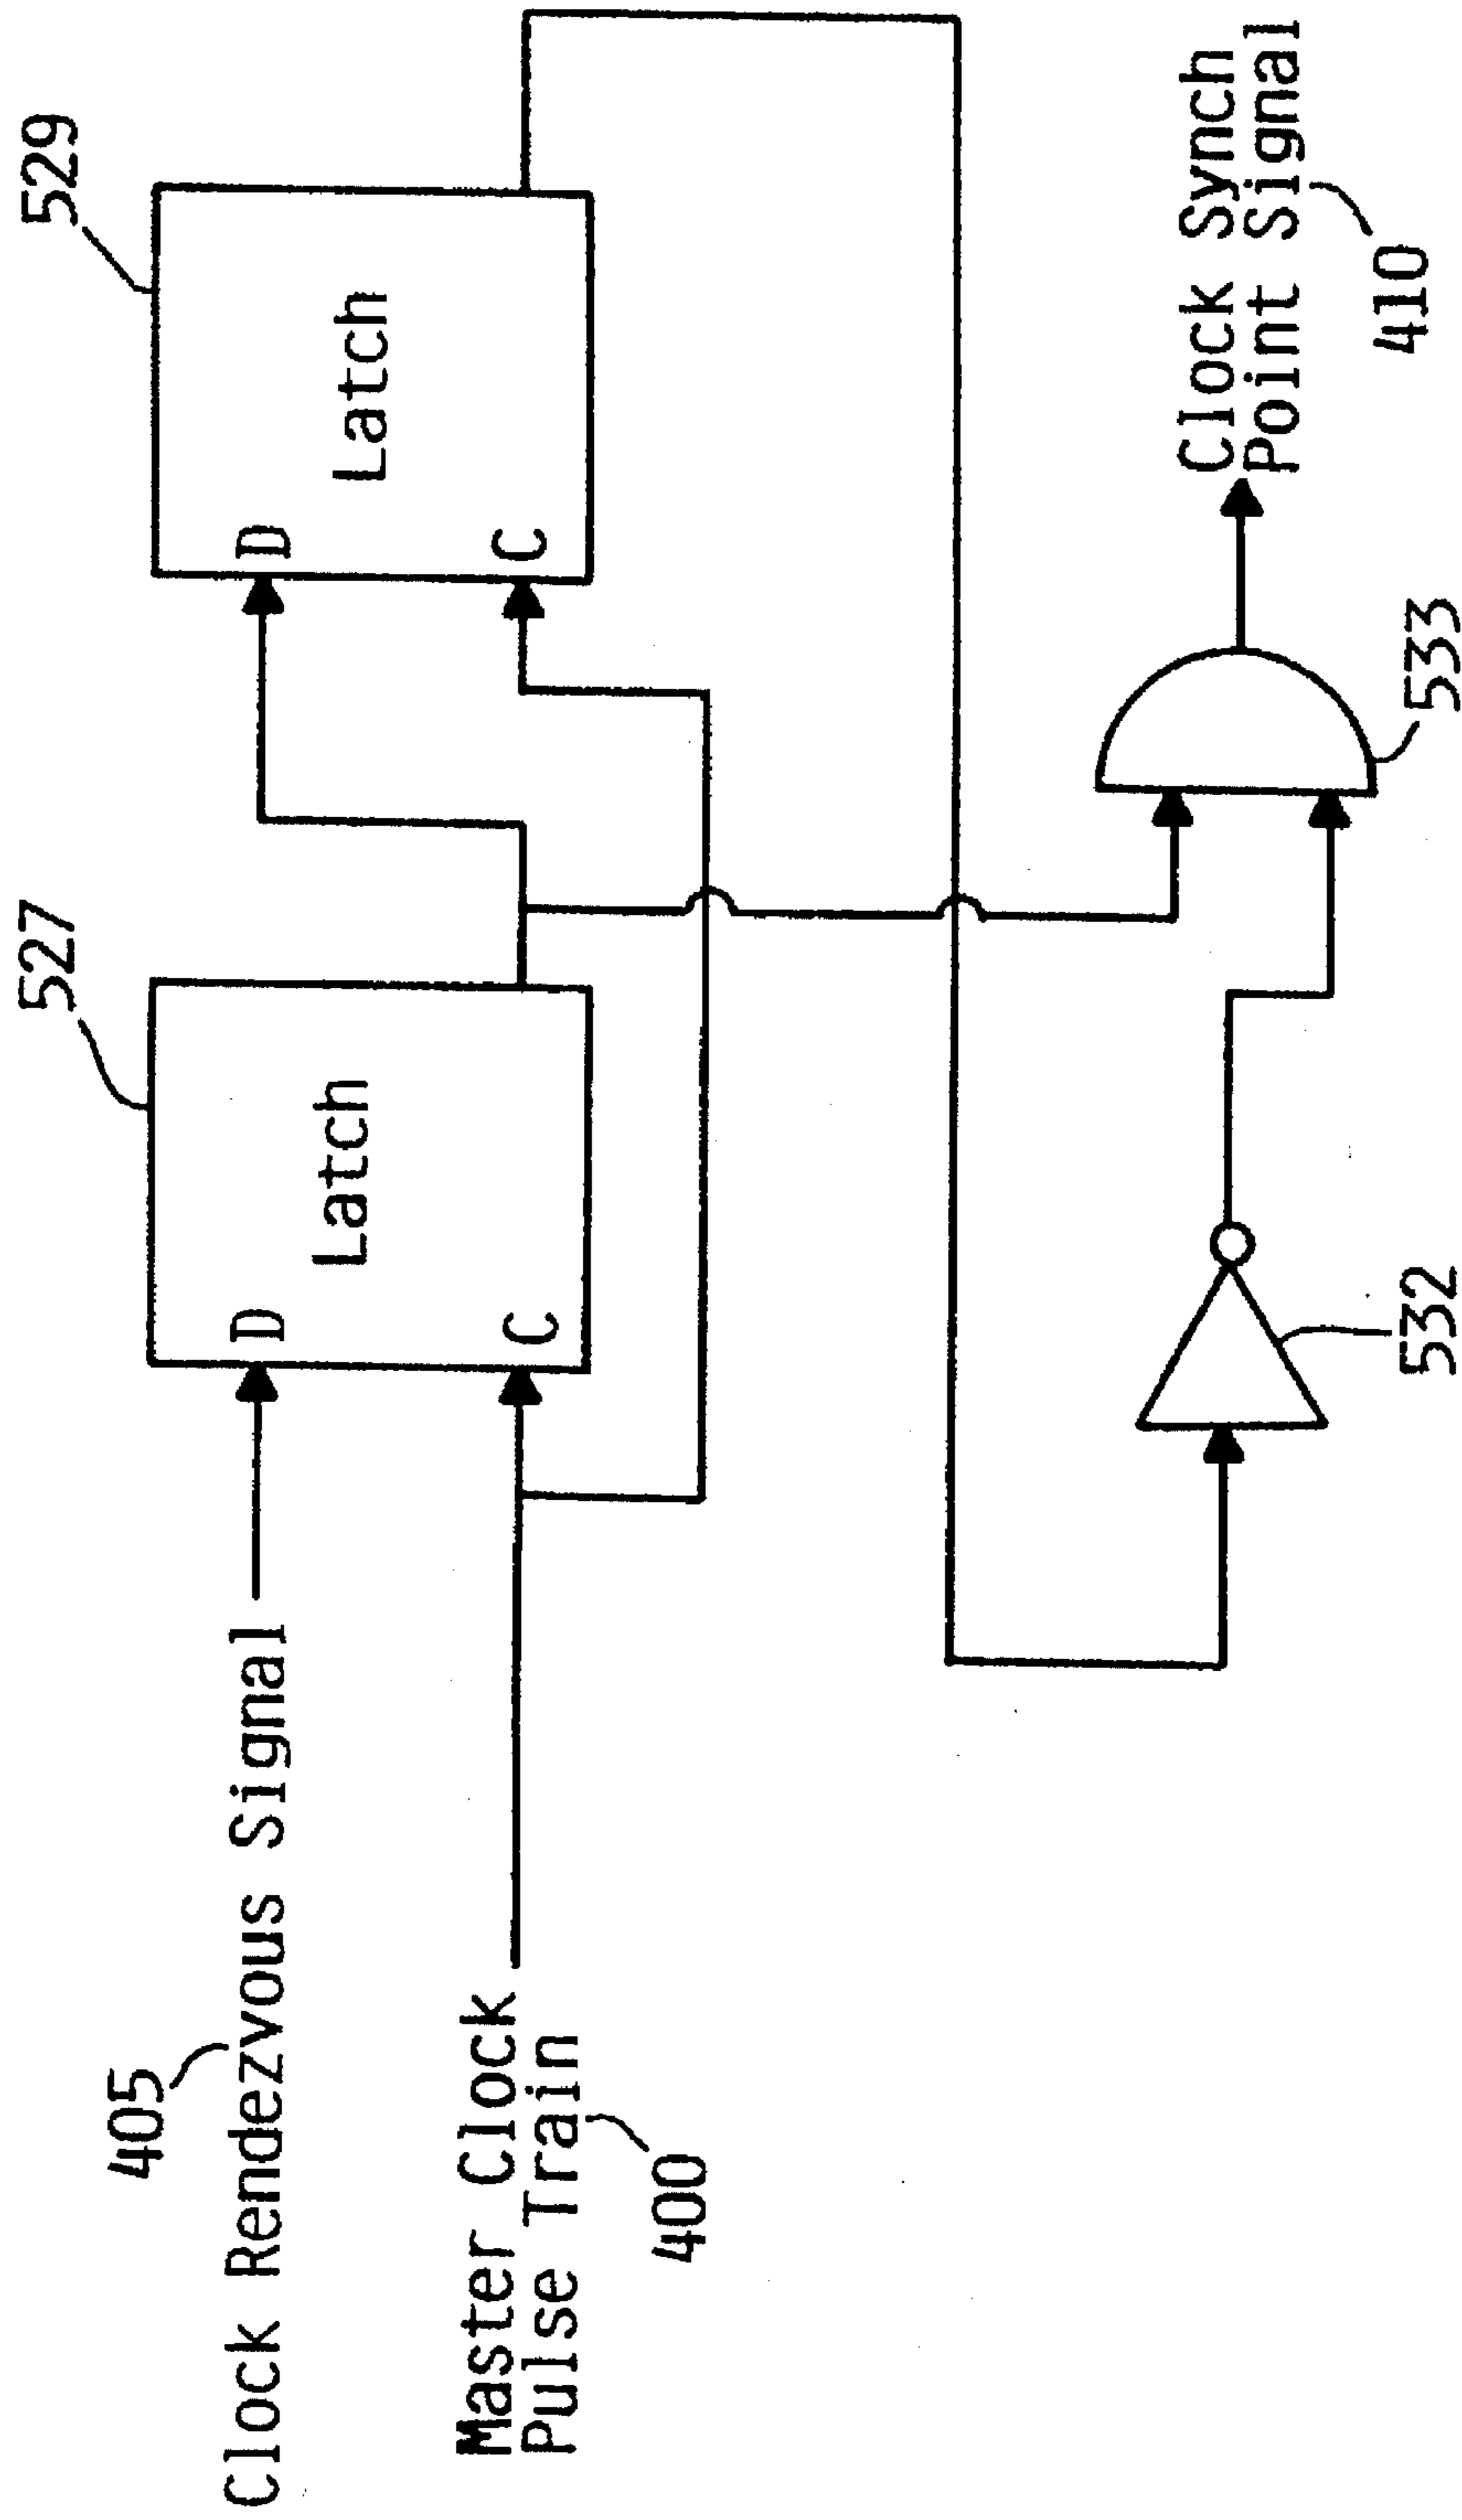 405
Clock Rendezvous Signal
Master Clock
Pulse Train
400
527
D
Latch
C
529
D
Latch
C
532
533
Clock Synch
Point Signal
410